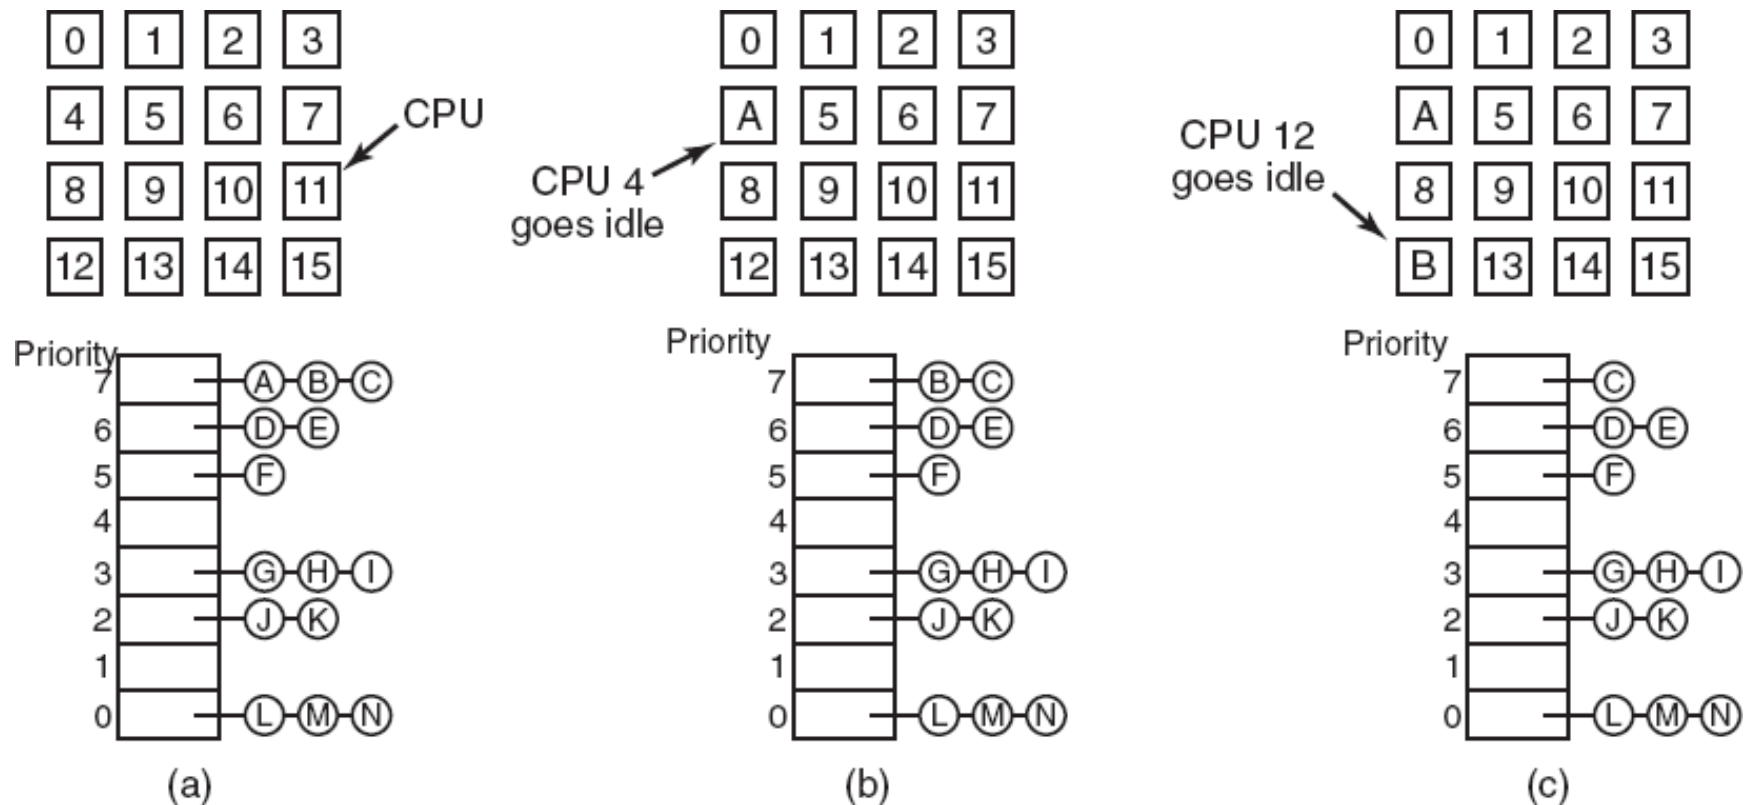 0 1 2 3
4 5 6 7
8 9 10 11
12 13 14 15
CPU
Priority
7 A B C
6 D E
5 F
4
3 G H I
2 J K
1
0 L M N
(a)
0 1 2 3
A 5 6 7
8 9 10 11
12 13 14 15
CPU 4
goes idle
Priority
7 B C
6 D E
5 F
4
3 G H I
2 J K
1
0 L M N
(b)
0 1 2 3
A 5 6 7
8 9 10 11
B 13 14 15
CPU 12
goes idle
Priority
7 C
6 D E
5 F
4
3 G H I
2 J K
1
0 L M N
(c)